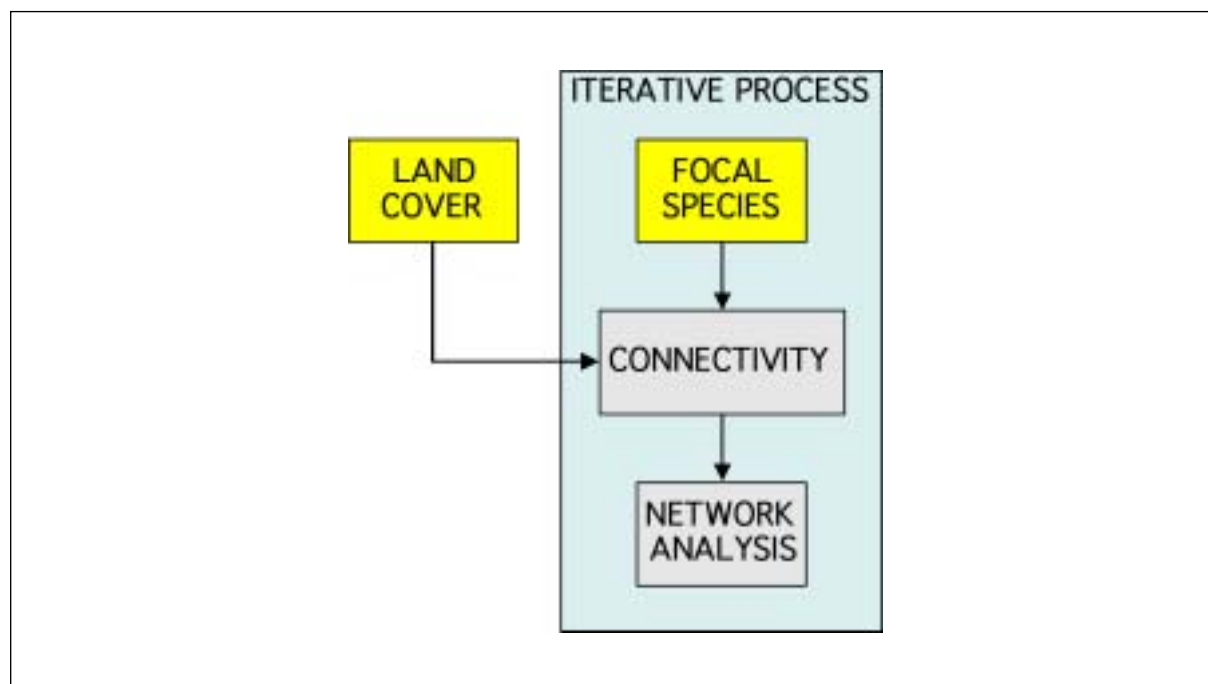 ITERATIVE PROCESS
LAND
COVER
FOCAL
SPECIES
CONNECTIVITY
NETWORK
ANALYSIS